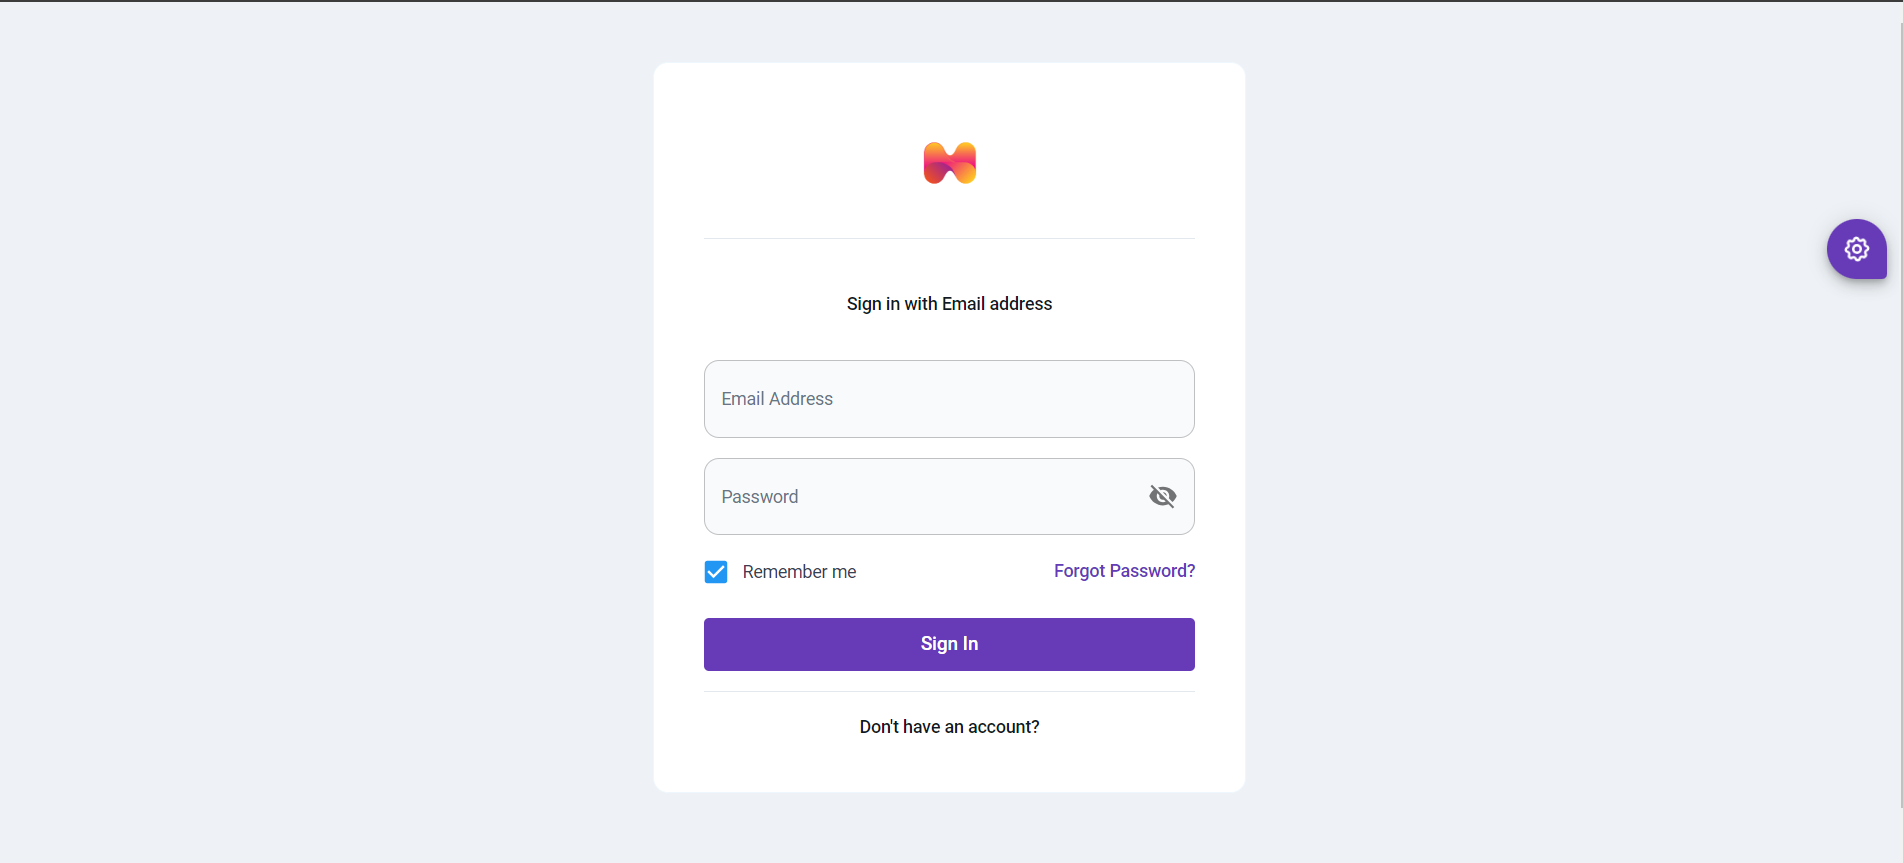 Sign in with Email address
Email Address
Password
Remember me
Forgot Password?
Sign In
Don't have an account?